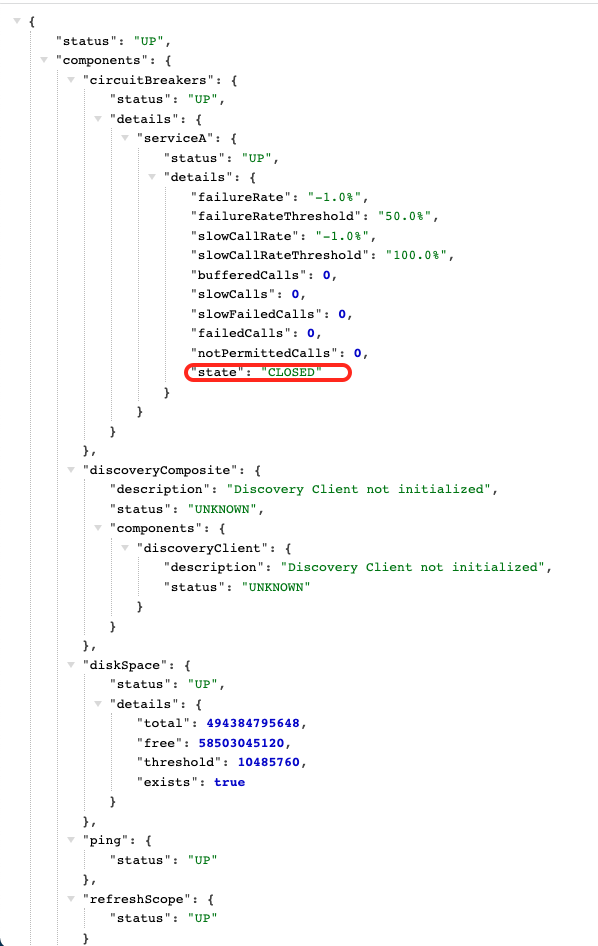 {
"status": "UP",
"components": {
"circuitBreakers": {
"status": "UP",
"details": {
"serviceA": {
"status": "UP",
"details": {
"failureRate": "-1.0%",
"failureRateThreshold": "50.0%",
"slowCallRate": "-1.0%",
"slowCallRateThreshold": "100.0%",
"bufferedCalls": 0,
"slowCalls": 0,
"slowFailedCalls": 0,
"failedCalls": 0,
"notPermittedCalls": 0,
"state": "CLOSED"
}
}
}
},
"discoveryComposite": {
"description": "Discovery Client not initialized",
"status": "UNKNOWN",
"components": {
"discoveryClient": {
"description": "Discovery Client not initialized",
"status": "UNKNOWN"
}
}
},
"diskSpace": {
"status": "UP",
"details": {
"total": 494384795648,
"free": 58503045120,
"threshold": 10485760,
"exists": true
}
},
"ping": {
"status": "UP"
},
"refreshScope": {
"status": "UP"
}